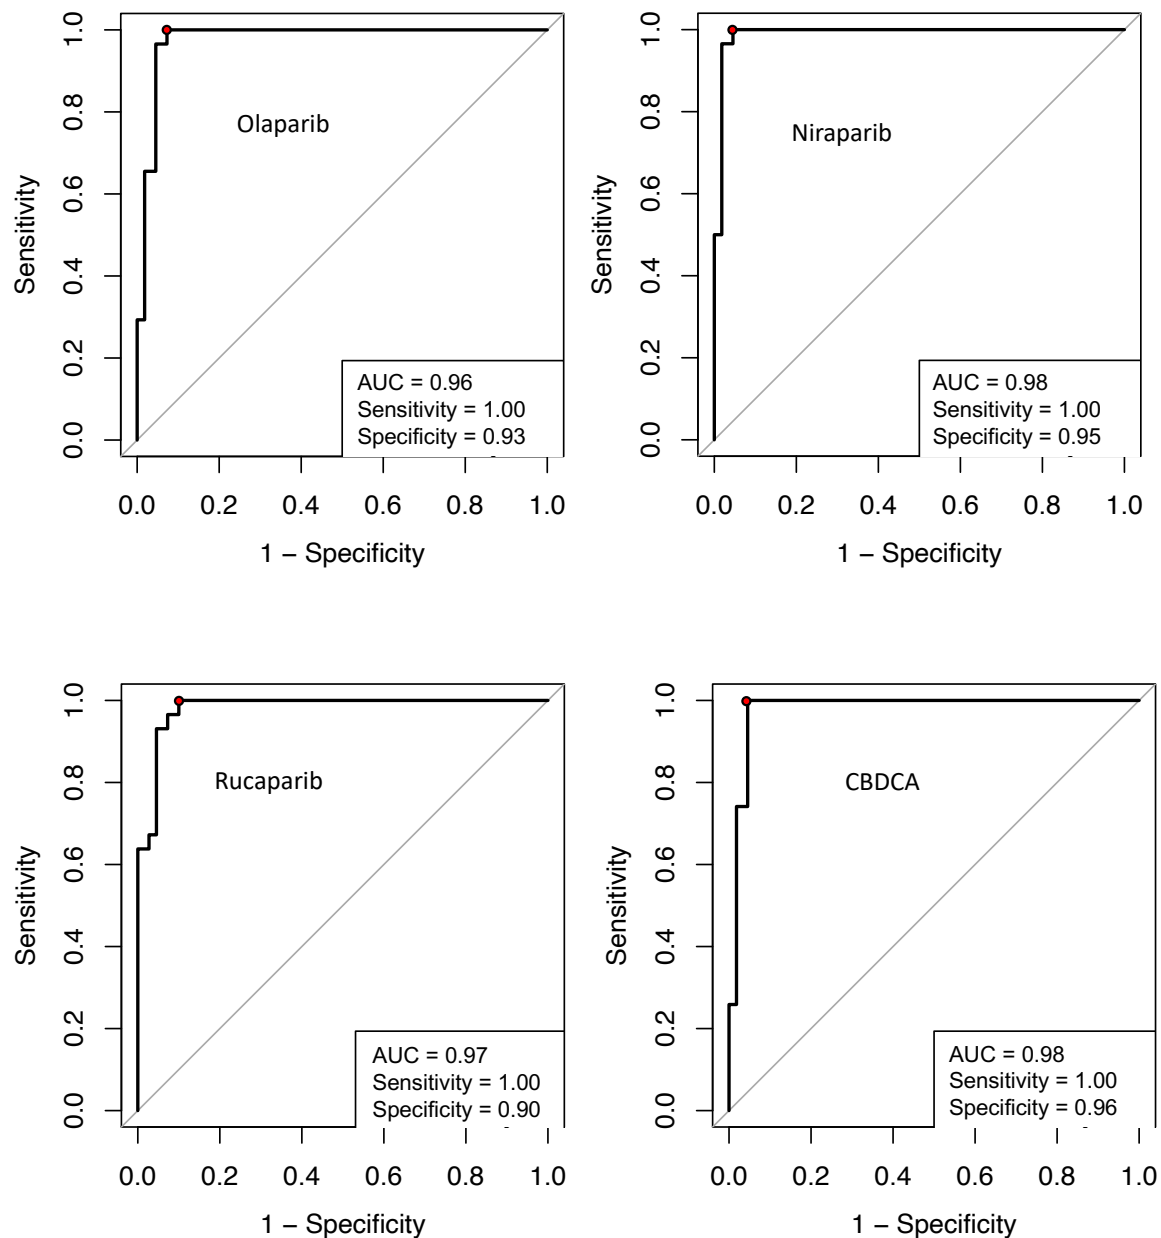 Olaparib
Sensitivity
0.0 0.2 0.4 0.6 0.8 1.0
AUC = 0.96
Sensitivity = 1.00
Specificity = 0.93
0.0 0.2 0.4 0.6 0.8 1.0
1 − Specificity
Niraparib
Sensitivity
0.0 0.2 0.4 0.6 0.8 1.0
AUC = 0.98
Sensitivity = 1.00
Specificity = 0.95
0.0 0.2 0.4 0.6 0.8 1.0
1 − Specificity
Rucaparib
Sensitivity
0.0 0.2 0.4 0.6 0.8 1.0
AUC = 0.97
Sensitivity = 1.00
Specificity = 0.90
0.0 0.2 0.4 0.6 0.8 1.0
1 − Specificity
CBDCA
Sensitivity
0.0 0.2 0.4 0.6 0.8 1.0
AUC = 0.98
Sensitivity = 1.00
Specificity = 0.96
0.0 0.2 0.4 0.6 0.8 1.0
1 − Specificity